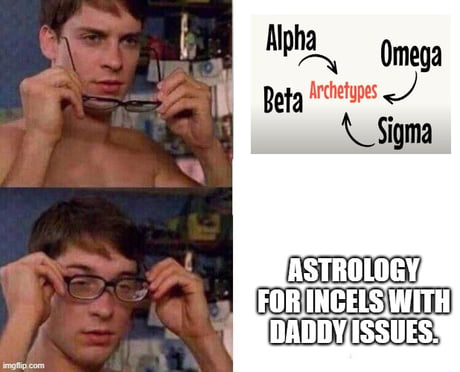 Alpha
Omega
Beta
Archetypes
Sigma
ASTROLOGY
FOR INCELS WITH
DADDY ISSUES.
imgflip.com